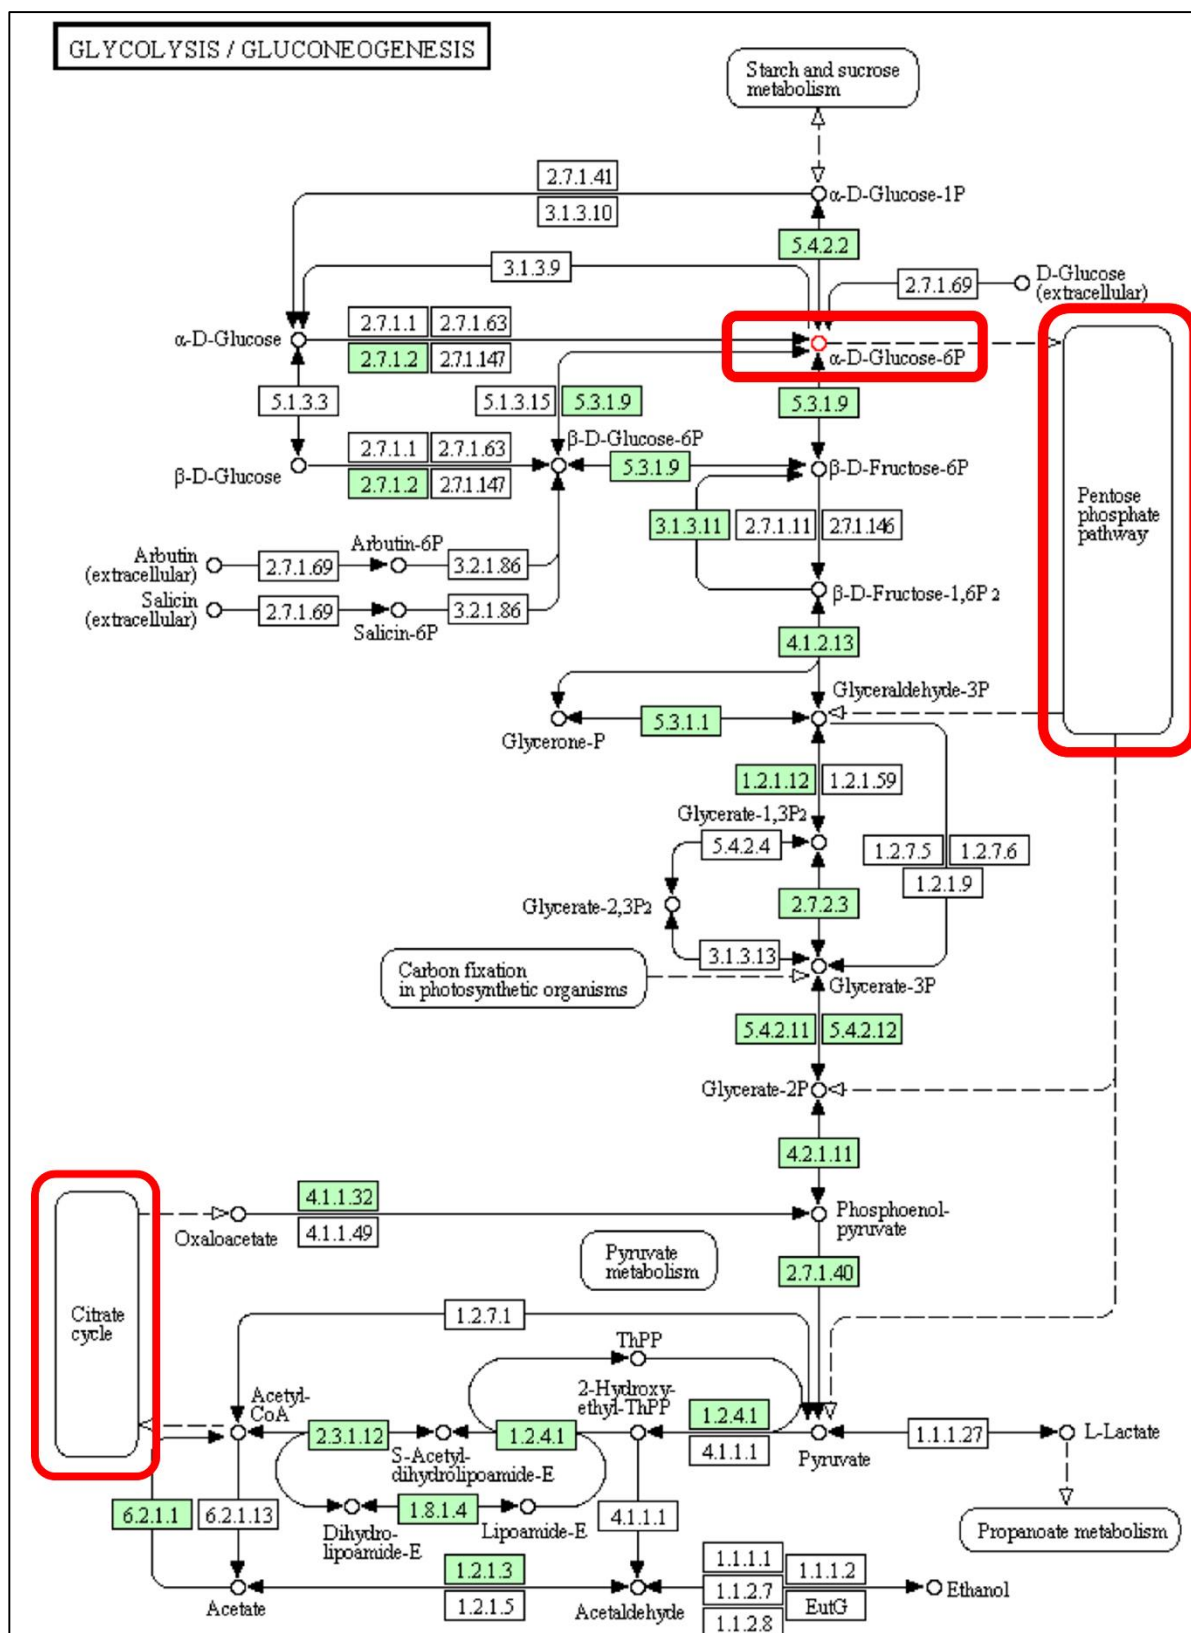 GLYCOLYSIS / GLUCONEOGENESIS
Starch and sucrose
metabolism
2.7.1.41
3.1.3.10
α-D-Glucose-1P
5.4.2.2
3.1.3.9
2.7.1.69
D-Glucose
(extracellular)
α-D-Glucose
2.7.1.1
2.7.1.63
2.7.1.2
2.7.1.147
α-D-Glucose-6P
5.1.3.3
5.1.3.15
5.3.1.9
5.3.1.9
β-D-Glucose
2.7.1.1
2.7.1.63
2.7.1.2
2.7.1.147
β-D-Glucose-6P
5.3.1.9
β-D-Fructose-6P
Pentose
phosphate
pathway
3.1.3.11
2.7.1.11
2.7.1.146
Arbutin
(extracellular)
2.7.1.69
Arbutin-6P
3.2.1.86
Salicin
(extracellular)
2.7.1.69
Salicin-6P
3.2.1.86
β-D-Fructose-1,6P2
4.1.2.13
Glyceraldehyde-3P
Glycerone-P
5.3.1.1
1.2.1.12
1.2.1.59
Glycerate-1,3P2
5.4.2.4
1.2.7.5
1.2.7.6
1.2.1.9
Glycerate-2,3P2
2.7.2.3
3.1.3.13
Carbon fixation
in photosynthetic organisms
Glycerate-3P
5.4.2.11
5.4.2.12
Glycerate-2P
4.2.1.11
Oxaloacetate
4.1.1.32
4.1.1.49
Phosphoenol-
pyruvate
Pyruvate
metabolism
2.7.1.40
Citrate
cycle
1.2.7.1
ThPP
Acetyl-
CoA
2-Hydroxy-
ethyl-ThPP
2.3.1.12
S-Acetyl-
dihydrolipoamide-E
1.2.4.1
1.2.4.1
4.1.1.1
Pyruvate
1.1.1.27
L-Lactate
6.2.1.1
6.2.1.13
Dihydro-
lipoamide-E
1.8.1.4
Lipoamide-E
4.1.1.1
Propanoate metabolism
Acetate
1.2.1.3
1.2.1.5
Acetaldehyde
1.1.1.1
1.1.1.2
1.1.2.7
EutG
1.1.2.8
Ethanol